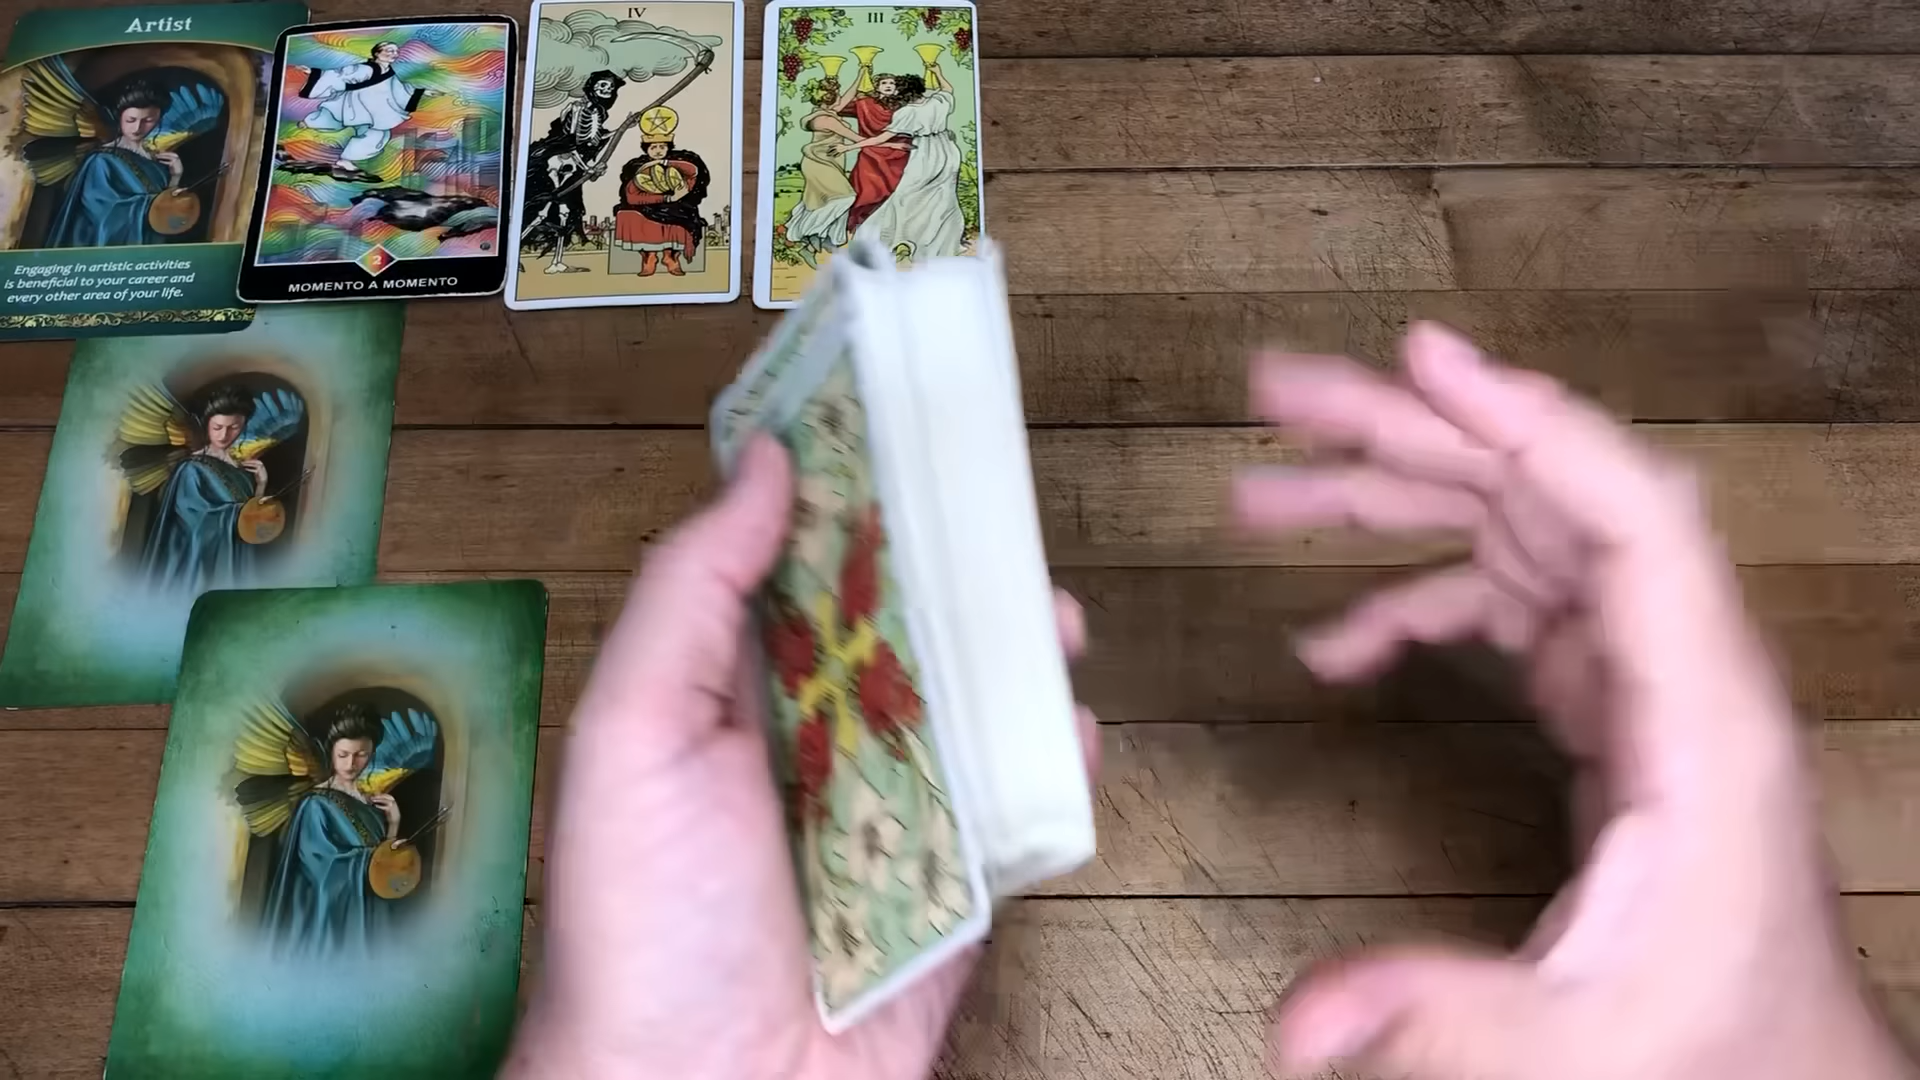 Artist
Engaging in artistic activities
is beneficial to your career and
every other area of your life.
2
MOMENTO A MOMENTO
IV
III